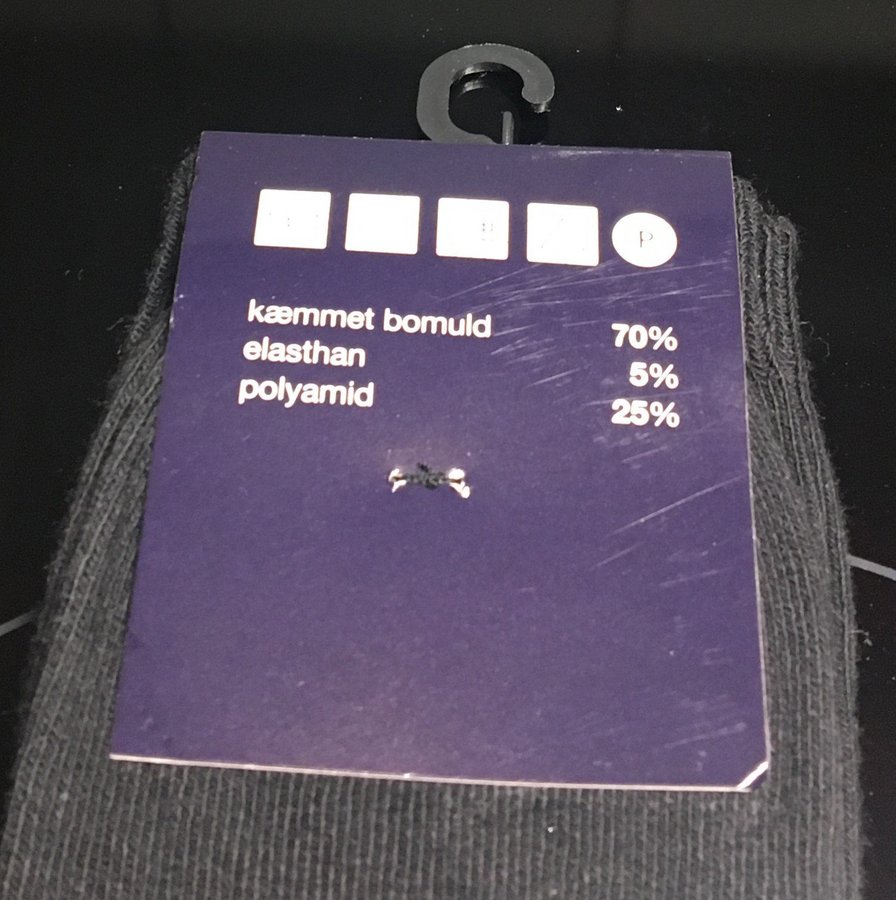 P
kæmmet bomuld 70%
elasthan 5%
polyamid 25%